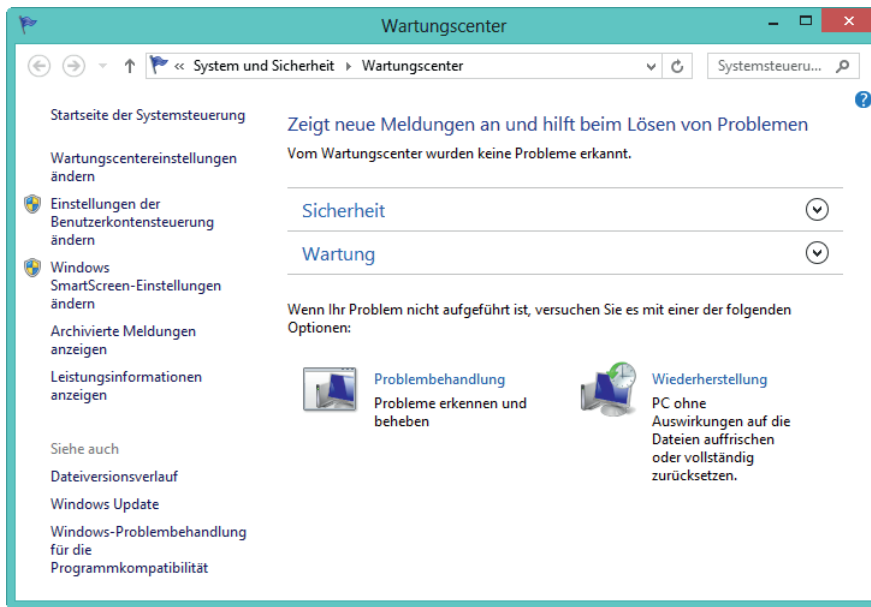 Wartungscenter
« System und Sicherheit ▸ Wartungscenter
Systemsteueru...
Startseite der Systemsteuerung
Wartungscentereinstellungen
ändern
Einstellungen der
Benutzerkontensteuerung
ändern
Windows
SmartScreen-Einstellungen
ändern
Archivierte Meldungen
anzeigen
Leistungsinformationen
anzeigen
Siehe auch
Dateiversionsverlauf
Windows Update
Windows-Problembehandlung
für die
Programmkompatibilität
Zeigt neue Meldungen an und hilft beim Lösen von Problemen
Vom Wartungscenter wurden keine Probleme erkannt.
Sicherheit
Wartung
Wenn Ihr Problem nicht aufgeführt ist, versuchen Sie es mit einer der folgenden
Optionen:
Problembehandlung
Probleme erkennen und
beheben
Wiederherstellung
PC ohne
Auswirkungen auf die
Dateien auffrischen
oder vollständig
zurücksetzen.